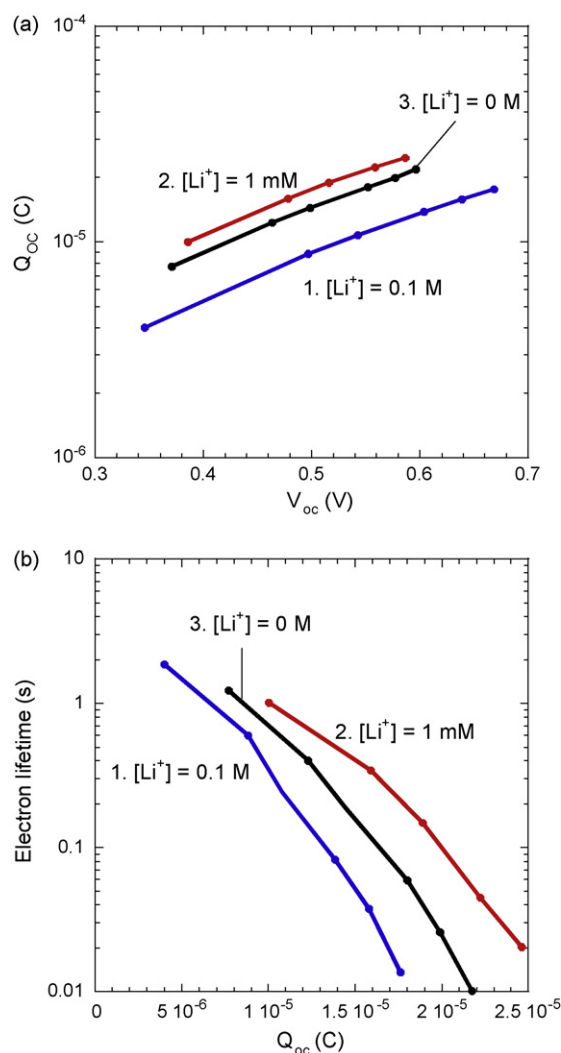 (a)
10⁻⁴
3. [Li⁺] = 0 M
2. [Li⁺] = 1 mM
Q_OC (C)
10⁻⁵
1. [Li⁺] = 0.1 M
10⁻⁶
0.3 0.4 0.5 0.6 0.7
V_oc (V)
(b)
10
3. [Li⁺] = 0 M
Electron lifetime (s)
1
2. [Li⁺] = 1 mM
1. [Li⁺] = 0.1 M
0.1
0.01
0 5 10⁻⁶ 1 10⁻⁵ 1.5 10⁻⁵ 2 10⁻⁵ 2.5 10⁻⁵
Q_oc (C)